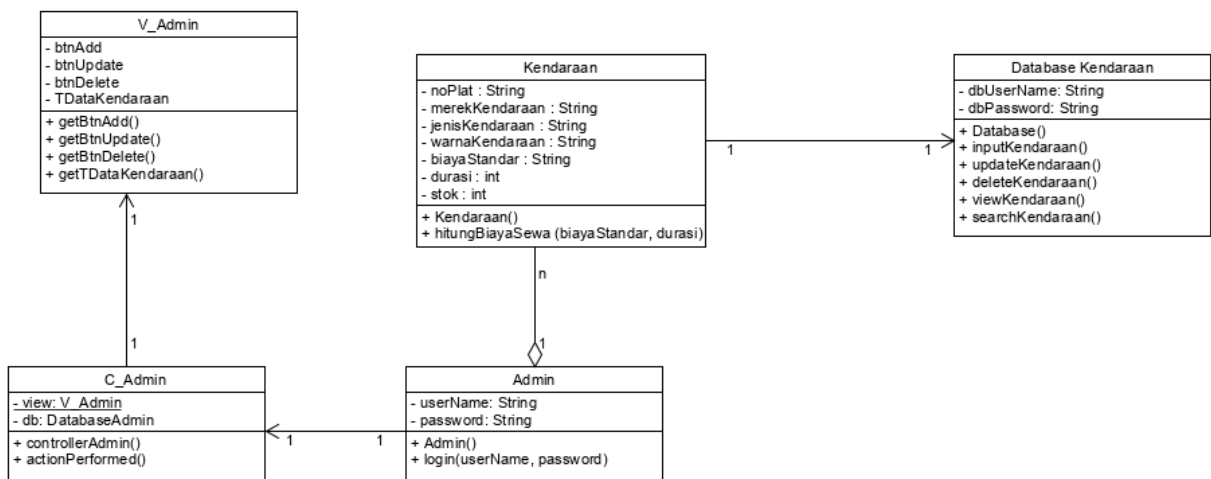 V_Admin
- btnAdd
- btnUpdate
- btnDelete
- TDataKendaraan
+ getBtnAdd()
+ getBtnUpdate()
+ getBtnDelete()
+ getTDataKendaraan()
Kendaraan
- noPlat : String
- merekKendaraan : String
- jenisKendaraan : String
- warnaKendaraan : String
- biayaStandar : String
- durasi : int
- stok : int
+ Kendaraan()
+ hitungBiayaSewa (biayaStandar, durasi)
Database Kendaraan
- dbUserName: String
- dbPassword: String
+ Database()
+ inputKendaraan()
+ updateKendaraan()
+ deleteKendaraan()
+ viewKendaraan()
+ searchKendaraan()
1
1
1
1
n
1
C_Admin
- view: V_Admin
- db: DatabaseAdmin
+ controllerAdmin()
+ actionPerformed()
1
1
Admin
- userName: String
- password: String
+ Admin()
+ login(userName, password)